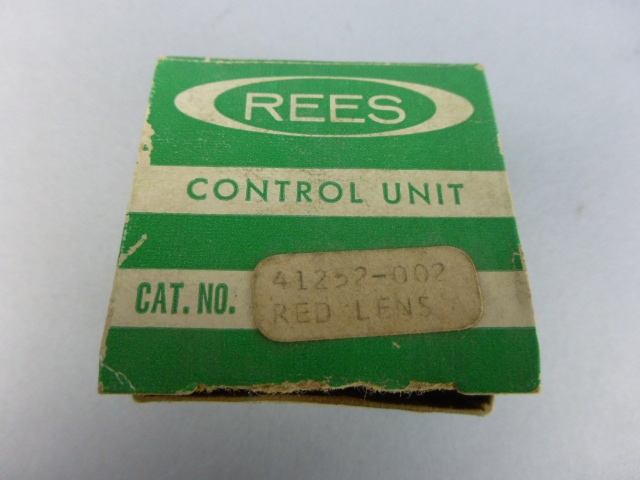 REES
CONTROL UNIT
CAT. NO. 41252-002
RED LENS